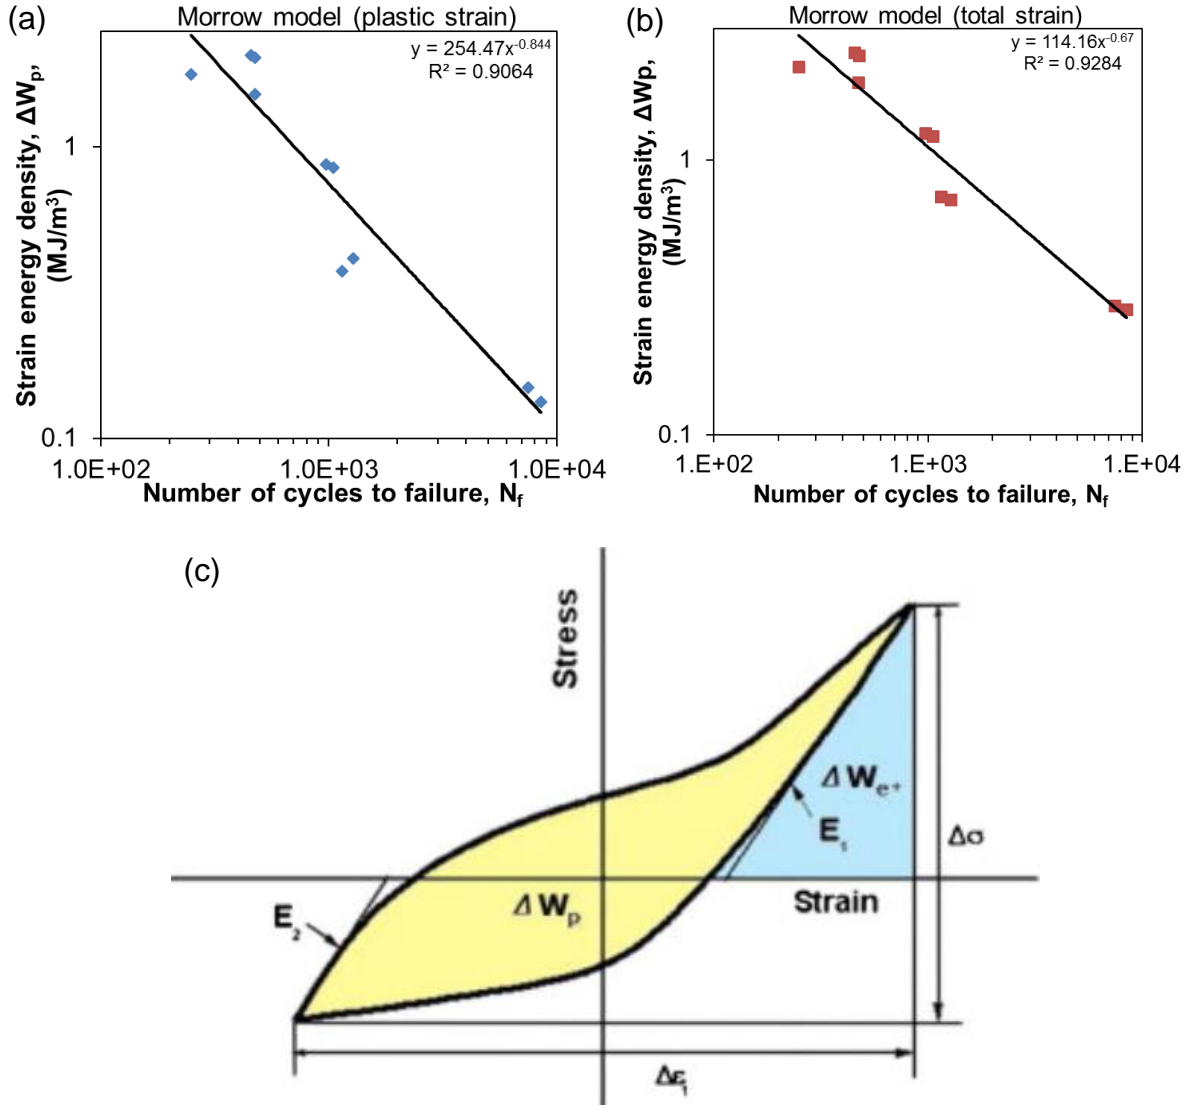 (a)
Morrow model (plastic strain)
y = 254.47x^-0.844
R² = 0.9064
Strain energy density, ΔWp,
(MJ/m³)
1
0.1
1.0E+02 1.0E+03 1.0E+04
Number of cycles to failure, Nf
(b)
Morrow model (total strain)
y = 114.16x^-0.67
R² = 0.9284
Strain energy density, ΔWp,
(MJ/m³)
1
0.1
1.E+02 1.E+03 1.E+04
Number of cycles to failure, Nf
(c)
Stress
ΔWe+
E1
Δσ
Strain
ΔWp
E2
Δε1